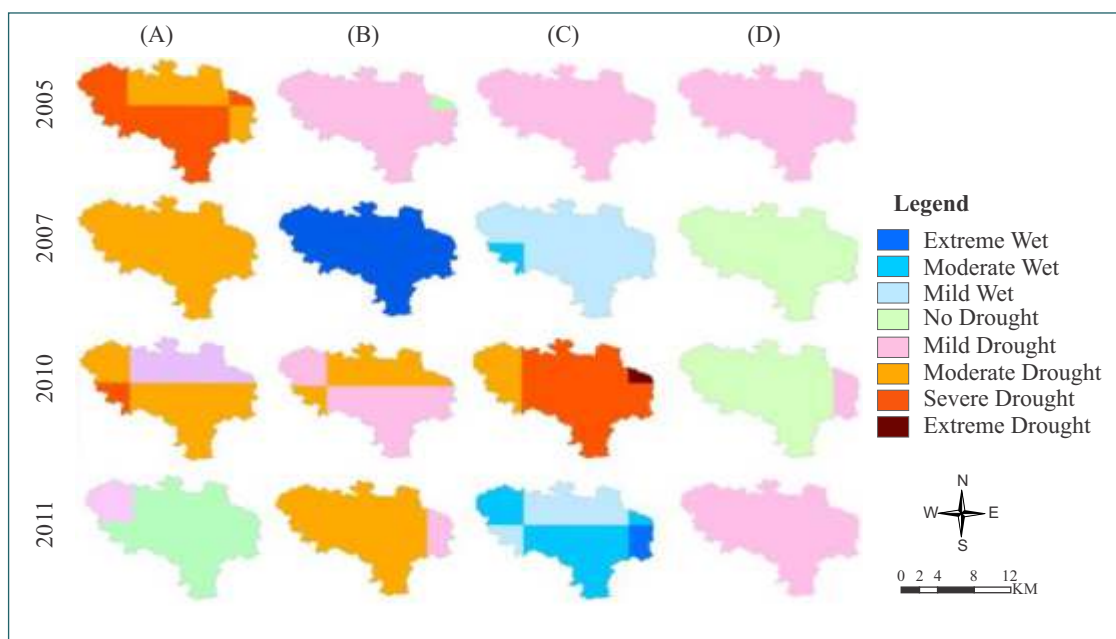 (A) (B) (C) (D)
2005
2007
2010
2011
Legend
Extreme Wet
Moderate Wet
Mild Wet
No Drought
Mild Drought
Moderate Drought
Severe Drought
Extreme Drought
N
W E
S
0 2 4 8 12
KM